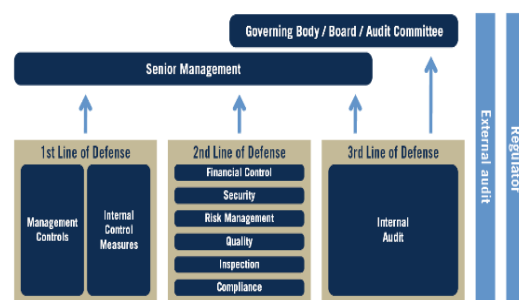 Governing Body / Board / Audit Committee
Senior Management
1st Line of Defense
Management
Controls
Internal
Control
Measures
2nd Line of Defense
Financial Control
Security
Risk Management
Quality
Inspection
Compliance
3rd Line of Defense
Internal
Audit
External audit
Regulator